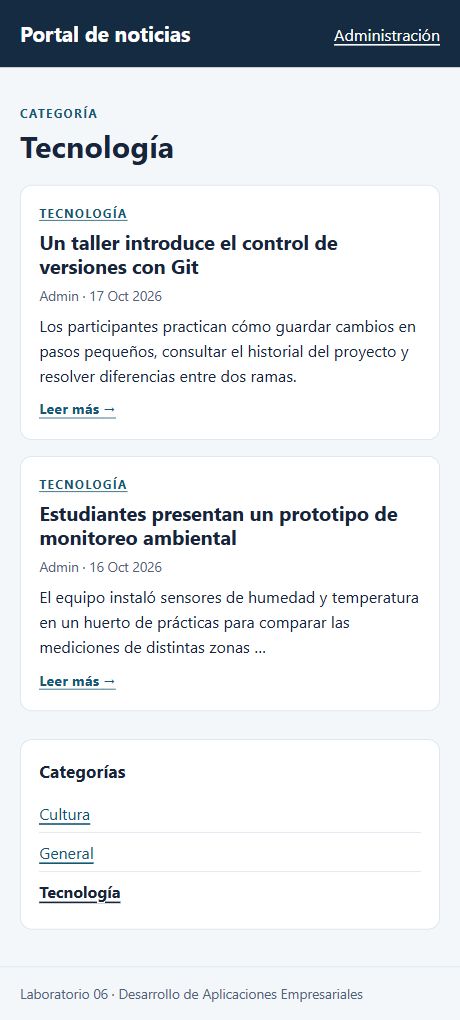 Portal de noticias
Administración
CATEGORÍA
Tecnología
TECNOLOGÍA
Un taller introduce el control de
versiones con Git
Admin · 17 Oct 2026
Los participantes practican cómo guardar cambios en
pasos pequeños, consultar el historial del proyecto y
resolver diferencias entre dos ramas.
Leer más →
TECNOLOGÍA
Estudiantes presentan un prototipo de
monitoreo ambiental
Admin · 16 Oct 2026
El equipo instaló sensores de humedad y temperatura
en un huerto de prácticas para comparar las
mediciones de distintas zonas …
Leer más →
Categorías
Cultura
General
Tecnología
Laboratorio 06 · Desarrollo de Aplicaciones Empresariales